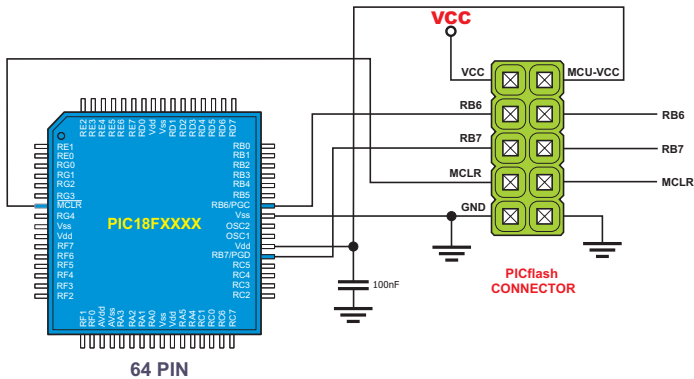 VCC
VCC
MCU-VCC
RB6
RB6
RB7
RB7
MCLR
MCLR
GND
PICflash
CONNECTOR
RE2
RE3
RE4
RE5
RE6
RE7
RD0
Vdd
Vss
RD1
RD2
RD3
RD4
RD5
RD6
RD7
RE1
RE0
RG0
RG1
RG2
RG3
MCLR
RG4
Vss
Vdd
RF7
RF6
RF5
RF4
RF3
RF2
PIC18FXXXX
RB0
RB1
RB2
RB3
RB4
RB5
RB6/PGC
Vss
OSC2
OSC1
Vdd
RB7/PGD
RC5
RC4
RC3
RC2
RF1
RF0
AVdd
AVss
RA3
RA2
RA1
RA0
Vss
Vdd
RA5
RA4
RC1
RC0
RC6
RC7
100nF
64 PIN